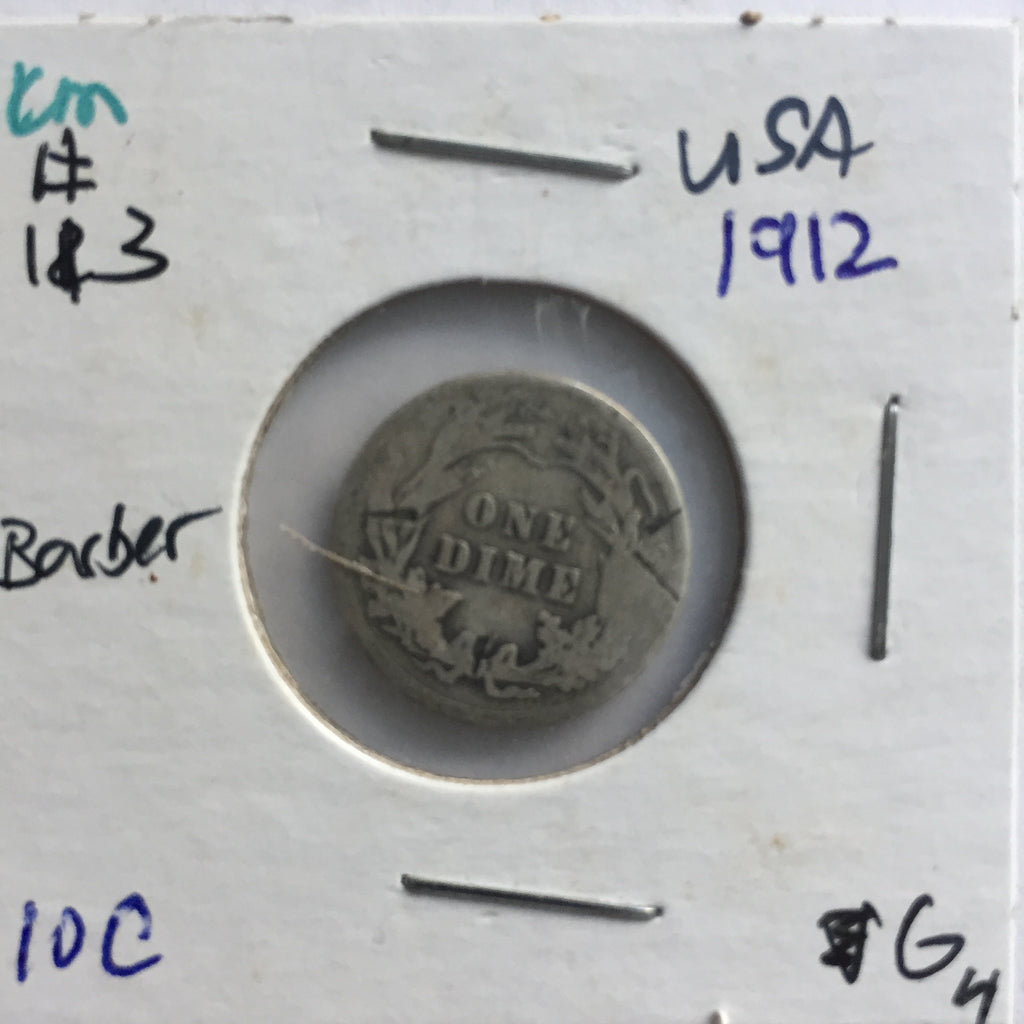 Km
#
113
USA
1912
ONE
DIME
Barber
10C
G4